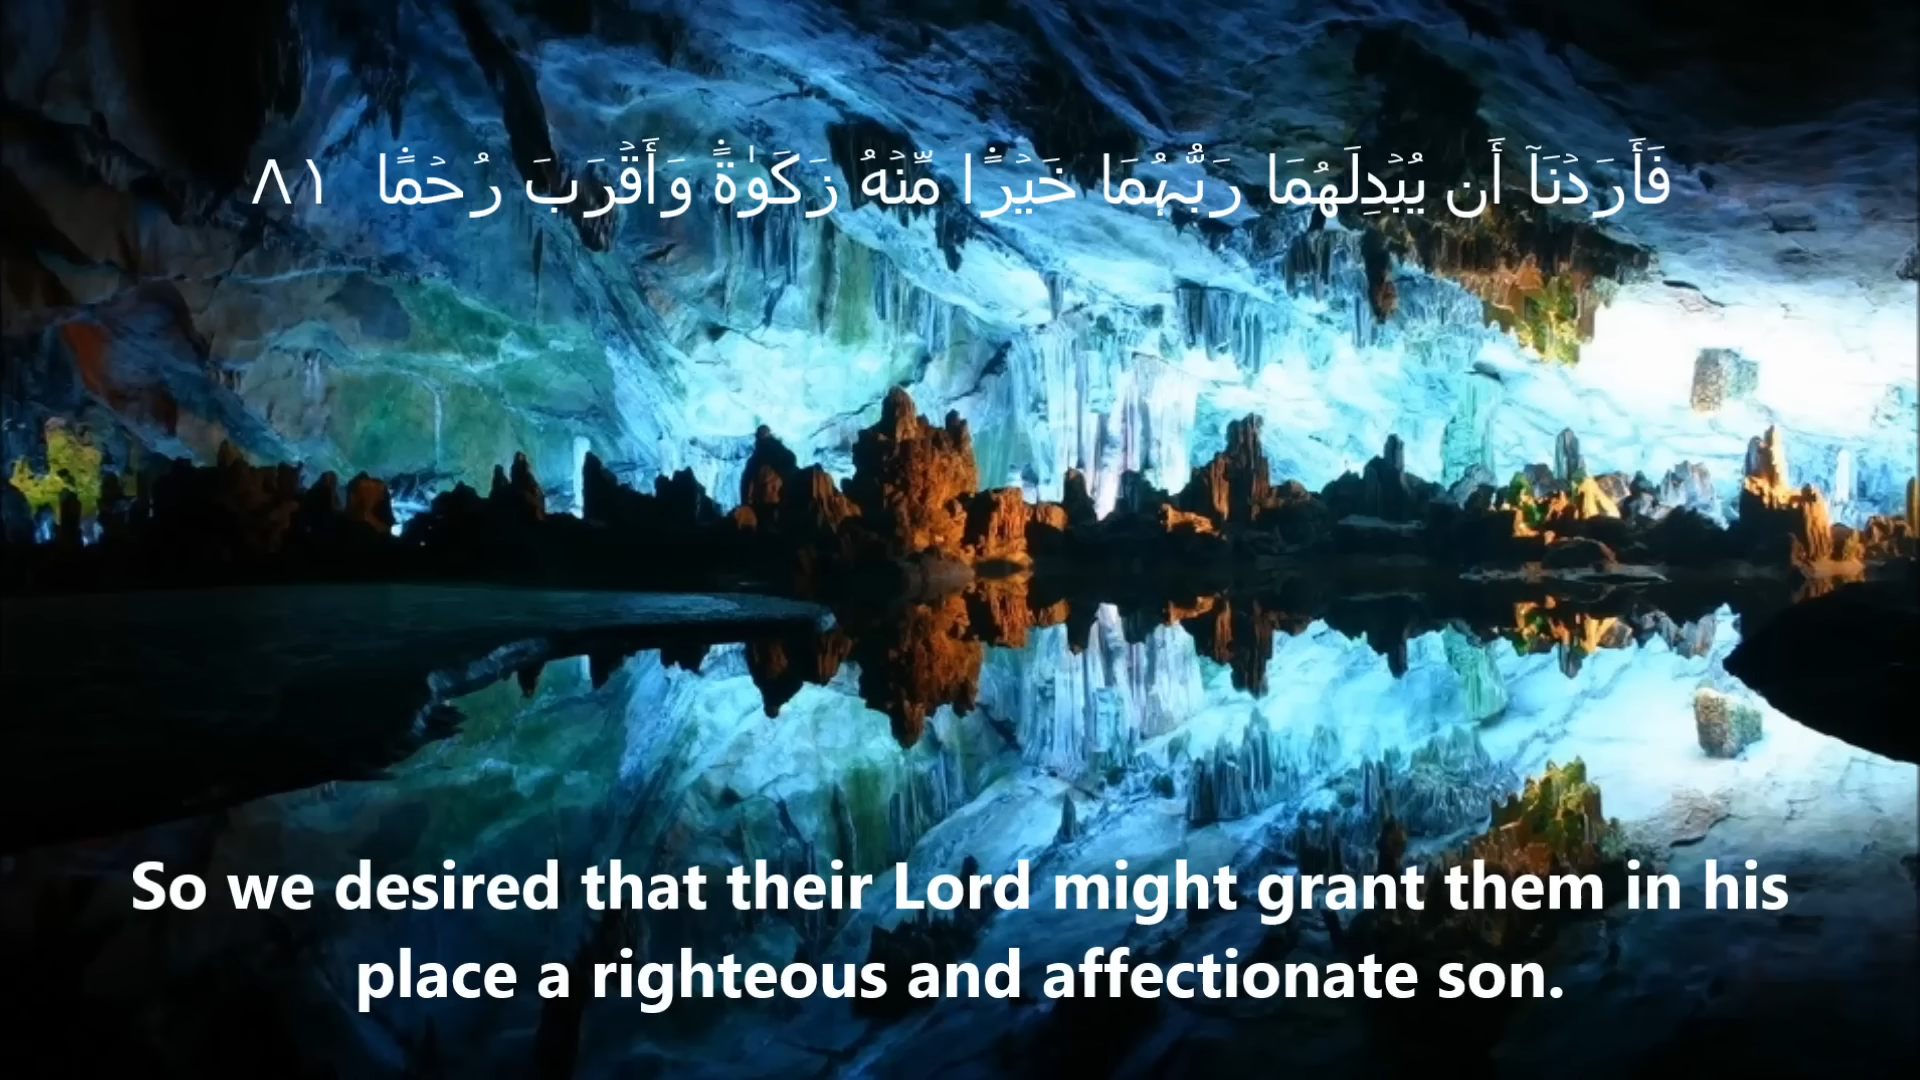 فَأَرَدۡنَآ أَن يُبۡدِلَهُمَا رَبُّهُمَا خَيۡرٗا مِّنۡهُ زَكَوٰةٗ وَأَقۡرَبَ رُحۡمٗا ٨١
So we desired that their Lord might grant them in his
place a righteous and affectionate son.